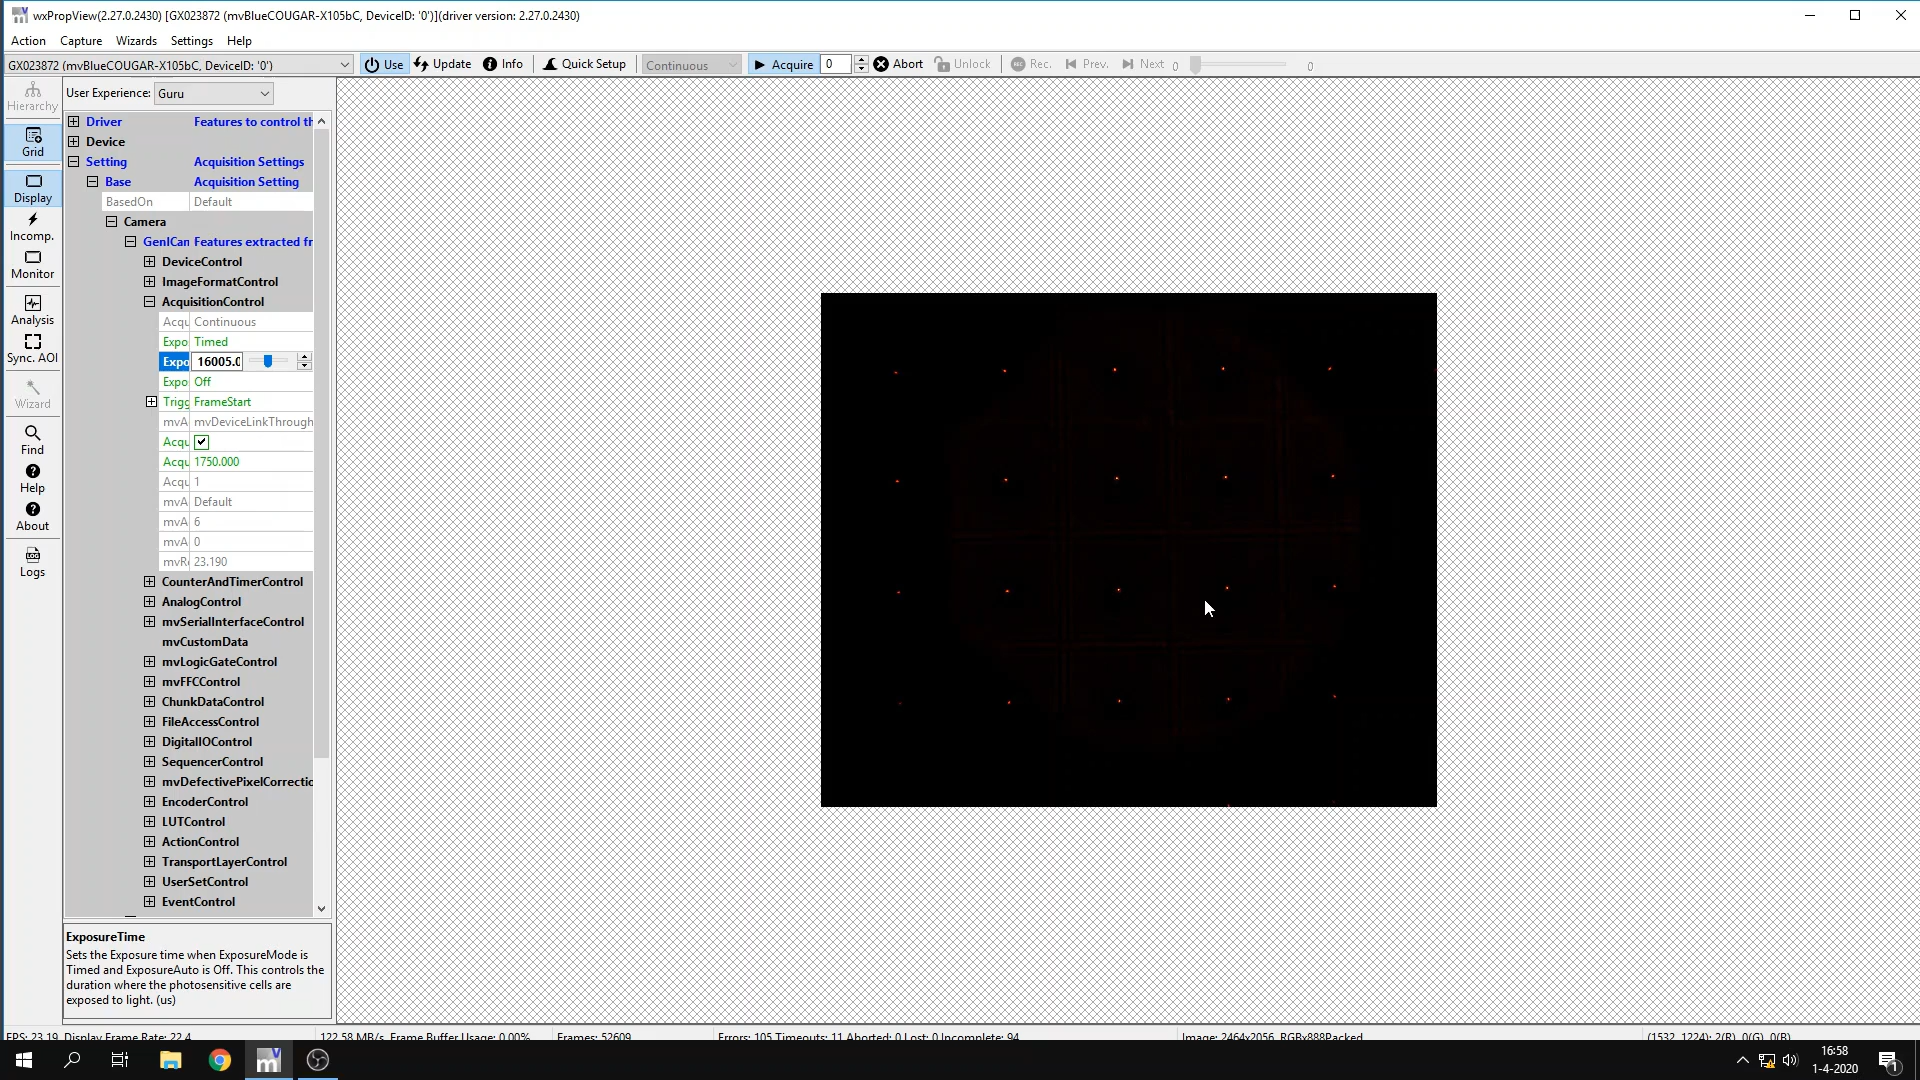 wxPropView(2.27.0.2430) [GX023872 (mvBlueCOUGAR-X105bC, DeviceID: '0')](driver version: 2.27.0.2430)
Action Capture Wizards Settings Help
GX023872 (mvBlueCOUGAR-X105bC, DeviceID: '0') Use Update Info Quick Setup Continuous Acquire 0 Abort Unlock Rec. Prev. Next 0 0
Hierarchy
Grid
Display
Incomp.
Monitor
Analysis
Sync. AOI
Wizard
Find
Help
About
LOG
Logs
User Experience: Guru
Driver Features to control th
Device
Setting Acquisition Settings
Base Acquisition Setting
BasedOn Default
Camera
GenICan Features extracted fr
DeviceControl
ImageFormatControl
AcquisitionControl
Acqu Continuous
Expo Timed
Expo 16005.0
Expo Off
Trigg FrameStart
mvA mvDeviceLinkThrough
Acqu
Acqu 1750.000
Acqu 1
mvA Default
mvA 6
mvA 0
mvRe 23.190
CounterAndTimerControl
AnalogControl
mvSerialInterfaceControl
mvCustomData
mvLogicGateControl
mvFFCControl
ChunkDataControl
FileAccessControl
DigitalIOControl
SequencerControl
mvDefectivePixelCorrectio
EncoderControl
LUTControl
ActionControl
TransportLayerControl
UserSetControl
EventControl
ExposureTime
Sets the Exposure time when ExposureMode is
Timed and ExposureAuto is Off. This controls the
duration where the photosensitive cells are
exposed to light. (us)
FPS: 23.19, Display Frame Rate: 22.4 122.58 MB/s, Frame Buffer Usage: 0.00% Frames: 52609 Errors: 105 Timeouts: 11 Aborted: 0 Lost: 0 Incomplete: 94 Image: 2464x2056, RGBx888Packed (1532, 1224): 2(R), 0(G), 0(B)
16:58
1-4-2020
1